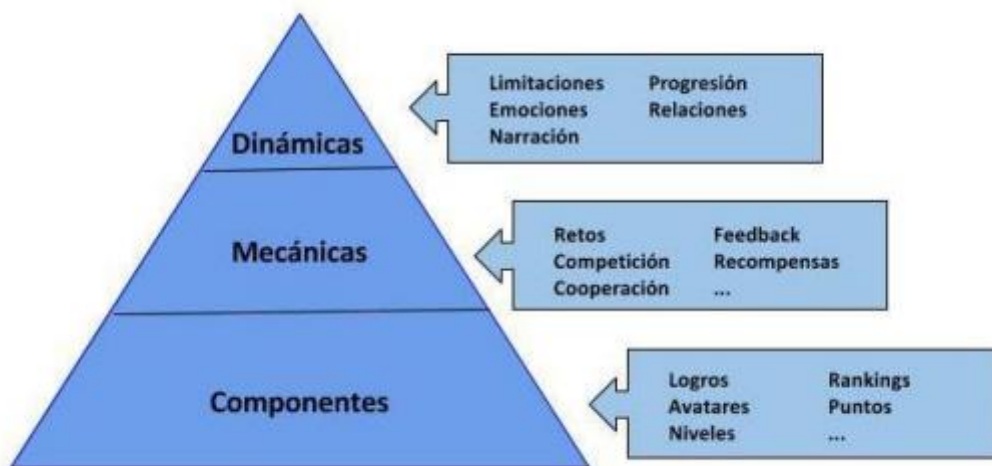 Dinámicas
Limitaciones Progresión
Emociones Relaciones
Narración
Mecánicas
Retos Feedback
Competición Recompensas
Cooperación ...
Componentes
Logros Rankings
Avatares Puntos
Niveles ...